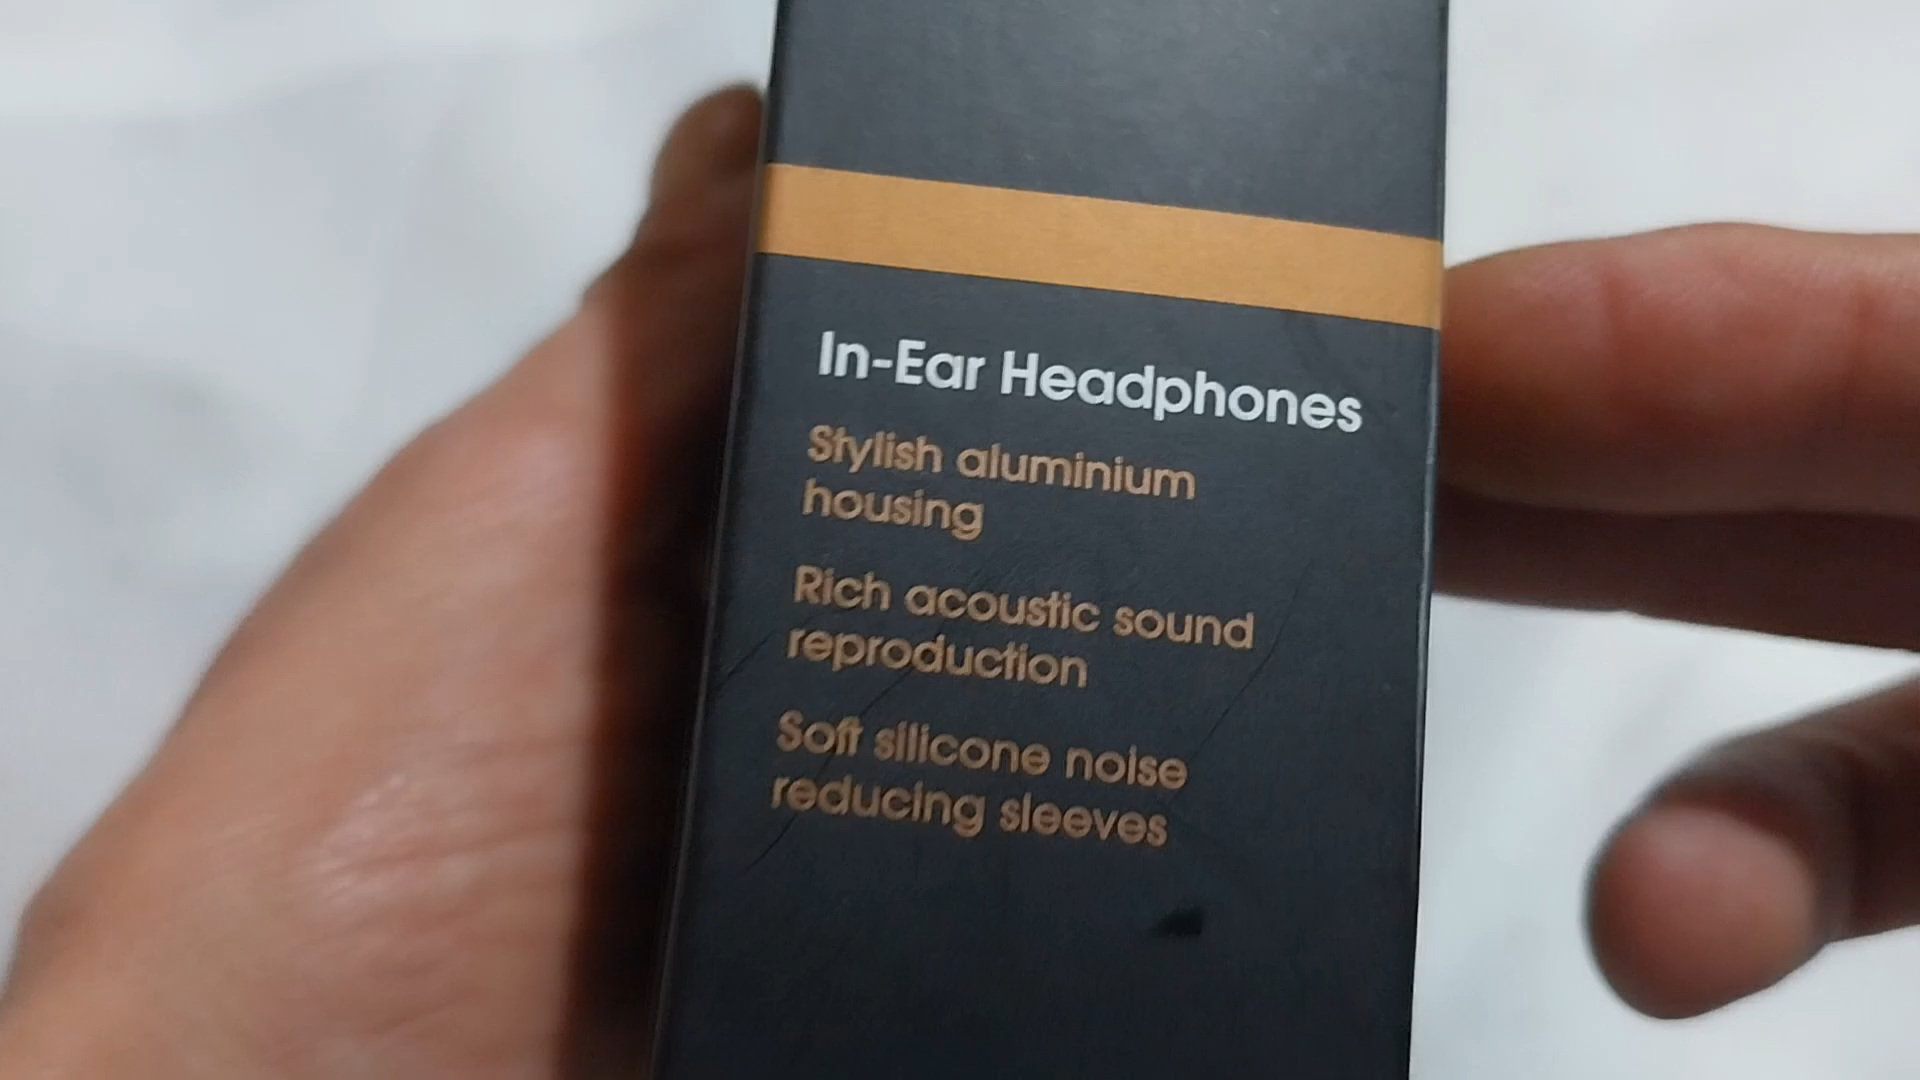 In-Ear Headphones
Stylish aluminium
housing
Rich acoustic sound
reproduction
Soft silicone noise
reducing sleeves